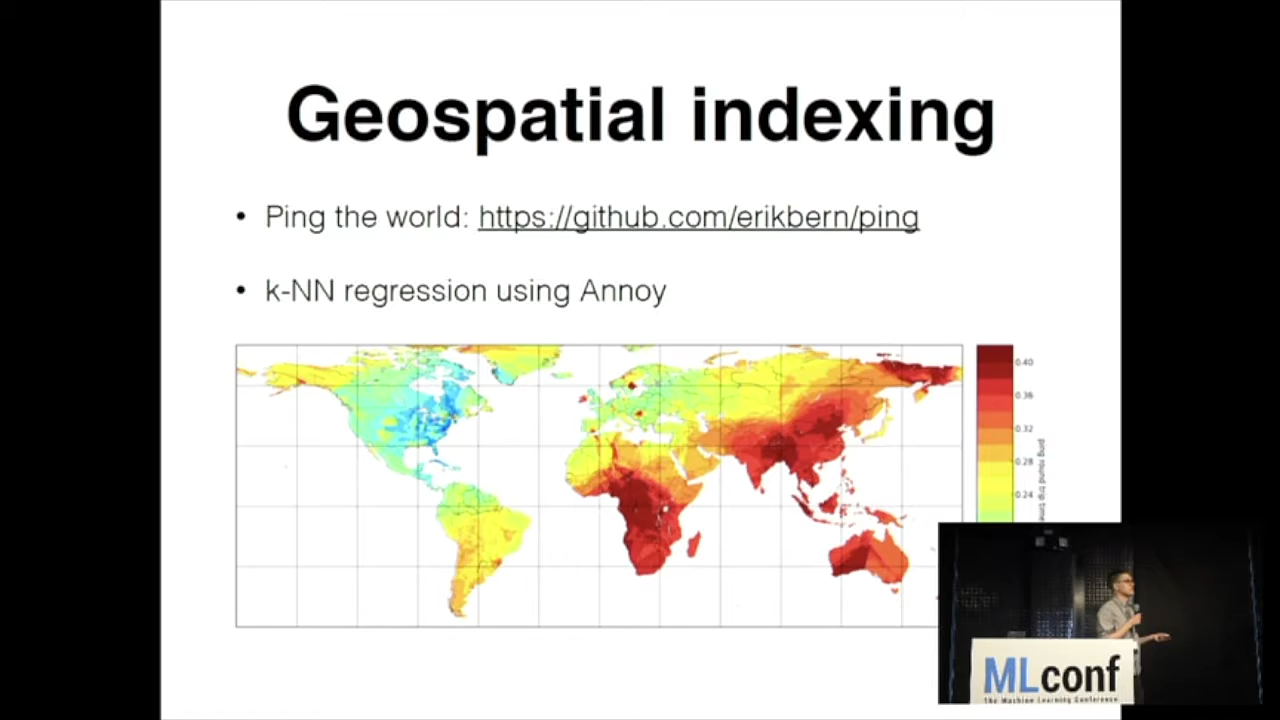 Geospatial indexing
• Ping the world: https://github.com/erikbern/ping
• k-NN regression using Annoy
0.40
0.36
0.32
0.28
0.24
ping round trip time
MLconf
The Machine Learning Conference